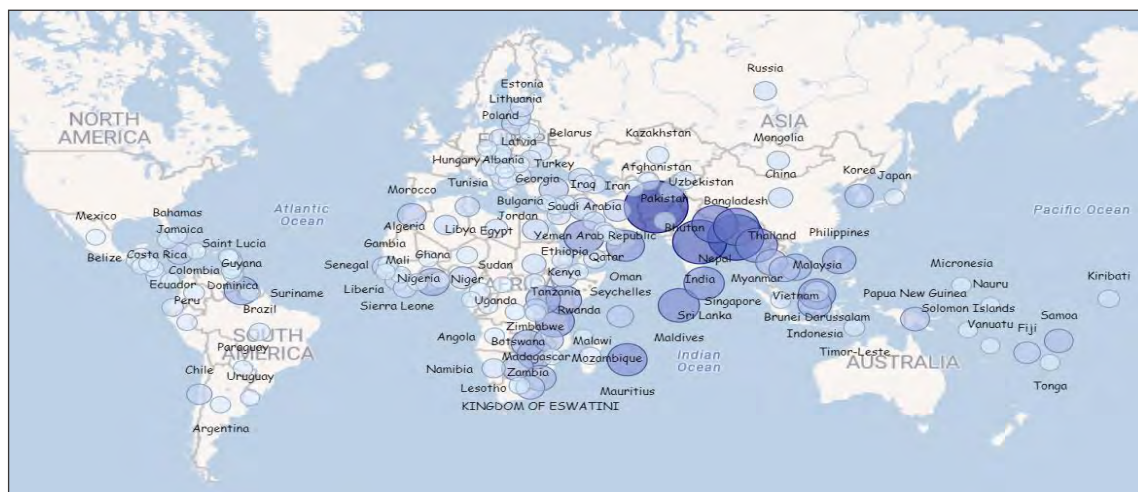 Estonia
Russia
Lithuania
NORTH
AMERICA
Poland
ASIA
Belarus
Kazakhstan
Mongolia
Latvia
Hungary
Albania
Turkey
Afghanistan
China
Korea
Japan
Tunisia
Georgia
Iraq
Iran
Uzbekistan
Morocco
Pakistan
Bangladesh
Bulgaria
Saudi Arabia
Atlantic
Ocean
Pacific Ocean
Bahamas
Mexico
Jamaica
Algeria
Jordan
Libya
Egypt
Yemen Arab Republic
Bhutan
Thailand
Philippines
Saint Lucia
Gambia
Ghana
Ethiopia
Qatar
Nepal
Belize
Costa Rica
Guyana
Senegal
Mali
Sudan
Kenya
Malaysia
Micronesia
Colombia
Nigeria
Niger
Oman
India
Myanmar
Nauru
Kiribati
Ecuador
Dominica
Suriname
Liberia
Tanzania
Seychelles
Vietnam
Papua New Guinea
Peru
Brazil
Sierra Leone
Uganda
Rwanda
Singapore
Solomon Islands
Sri Lanka
Brunei Darussalam
Samoa
SOUTH
AMERICA
Zimbabwe
Indonesia
Vanuatu
Fiji
Paraguay
Angola
Botswana
Malawi
Maldives
Timor-Leste
Madagascar
Mozambique
Indian
Ocean
AUSTRALIA
Chile
Uruguay
Namibia
Zambia
Tonga
Lesotho
Mauritius
KINGDOM OF ESWATINI
Argentina